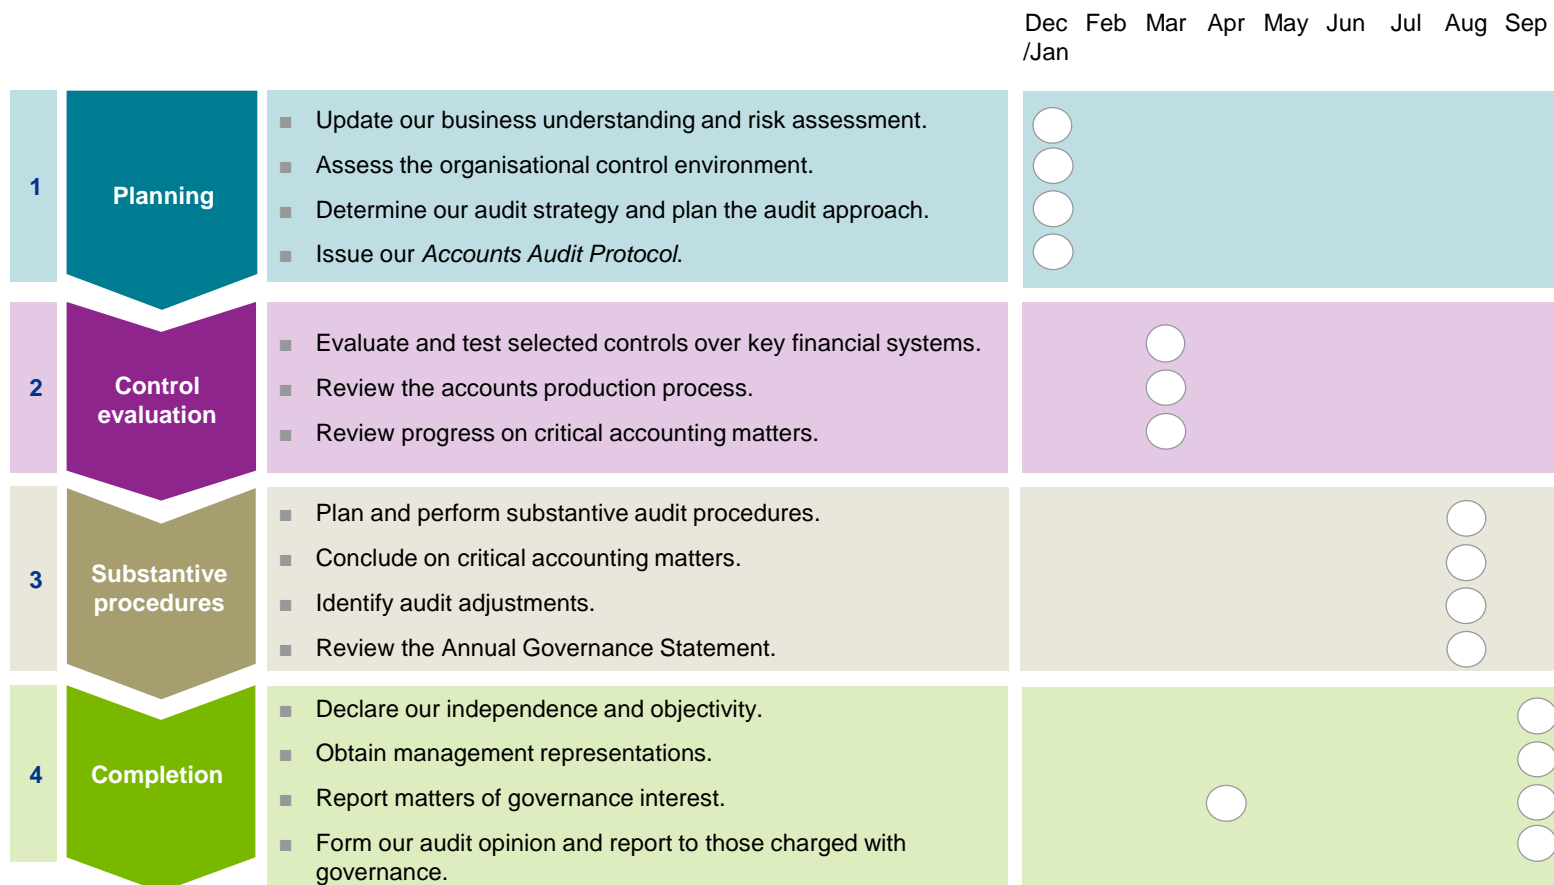 Dec Feb Mar Apr May Jun Jul Aug Sep
/Jan
1
Planning
■ Update our business understanding and risk assessment.
■ Assess the organisational control environment.
■ Determine our audit strategy and plan the audit approach.
■ Issue our Accounts Audit Protocol.
2
Control
evaluation
■ Evaluate and test selected controls over key financial systems.
■ Review the accounts production process.
■ Review progress on critical accounting matters.
3
Substantive
procedures
■ Plan and perform substantive audit procedures.
■ Conclude on critical accounting matters.
■ Identify audit adjustments.
■ Review the Annual Governance Statement.
4
Completion
■ Declare our independence and objectivity.
■ Obtain management representations.
■ Report matters of governance interest.
■ Form our audit opinion and report to those charged with
governance.